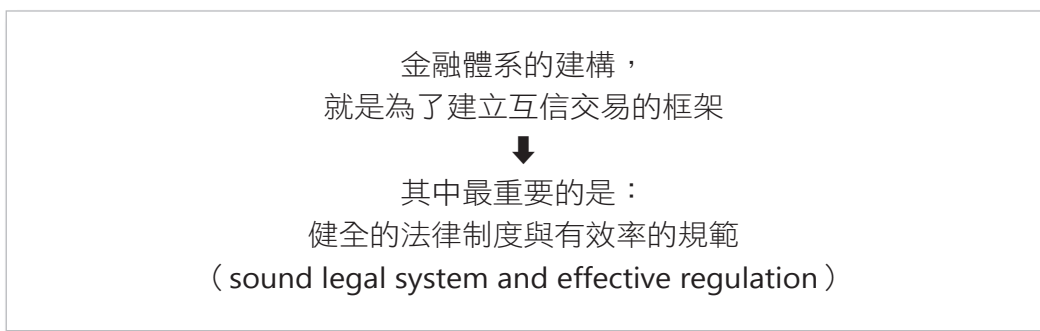 金融體系的建構，
就是為了建立互信交易的框架
⬇
其中最重要的是：
健全的法律制度與有效率的規範
（sound legal system and effective regulation）